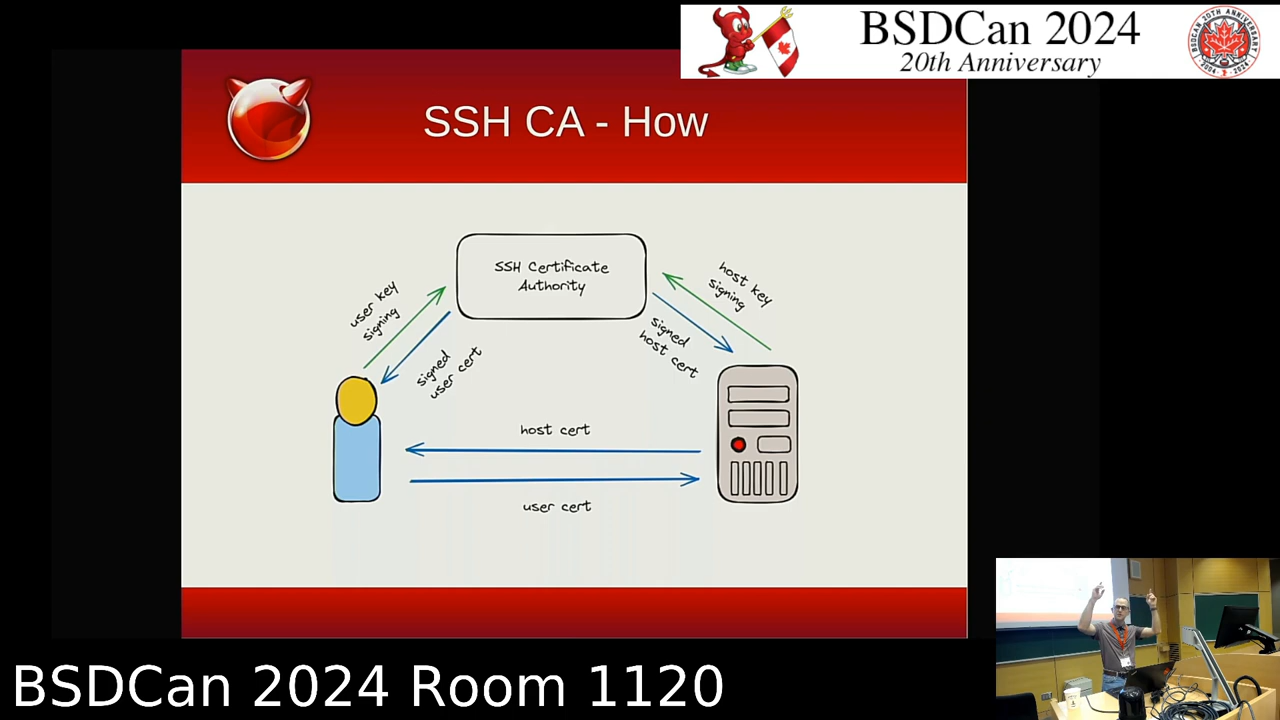 BSDCan 2024
20th Anniversary
SSH CA - How
SSH Certificate
Authority
user key
signing
signed
user cert
host key
signing
signed
host cert
host cert
user cert
BSDCan 2024 Room 1120